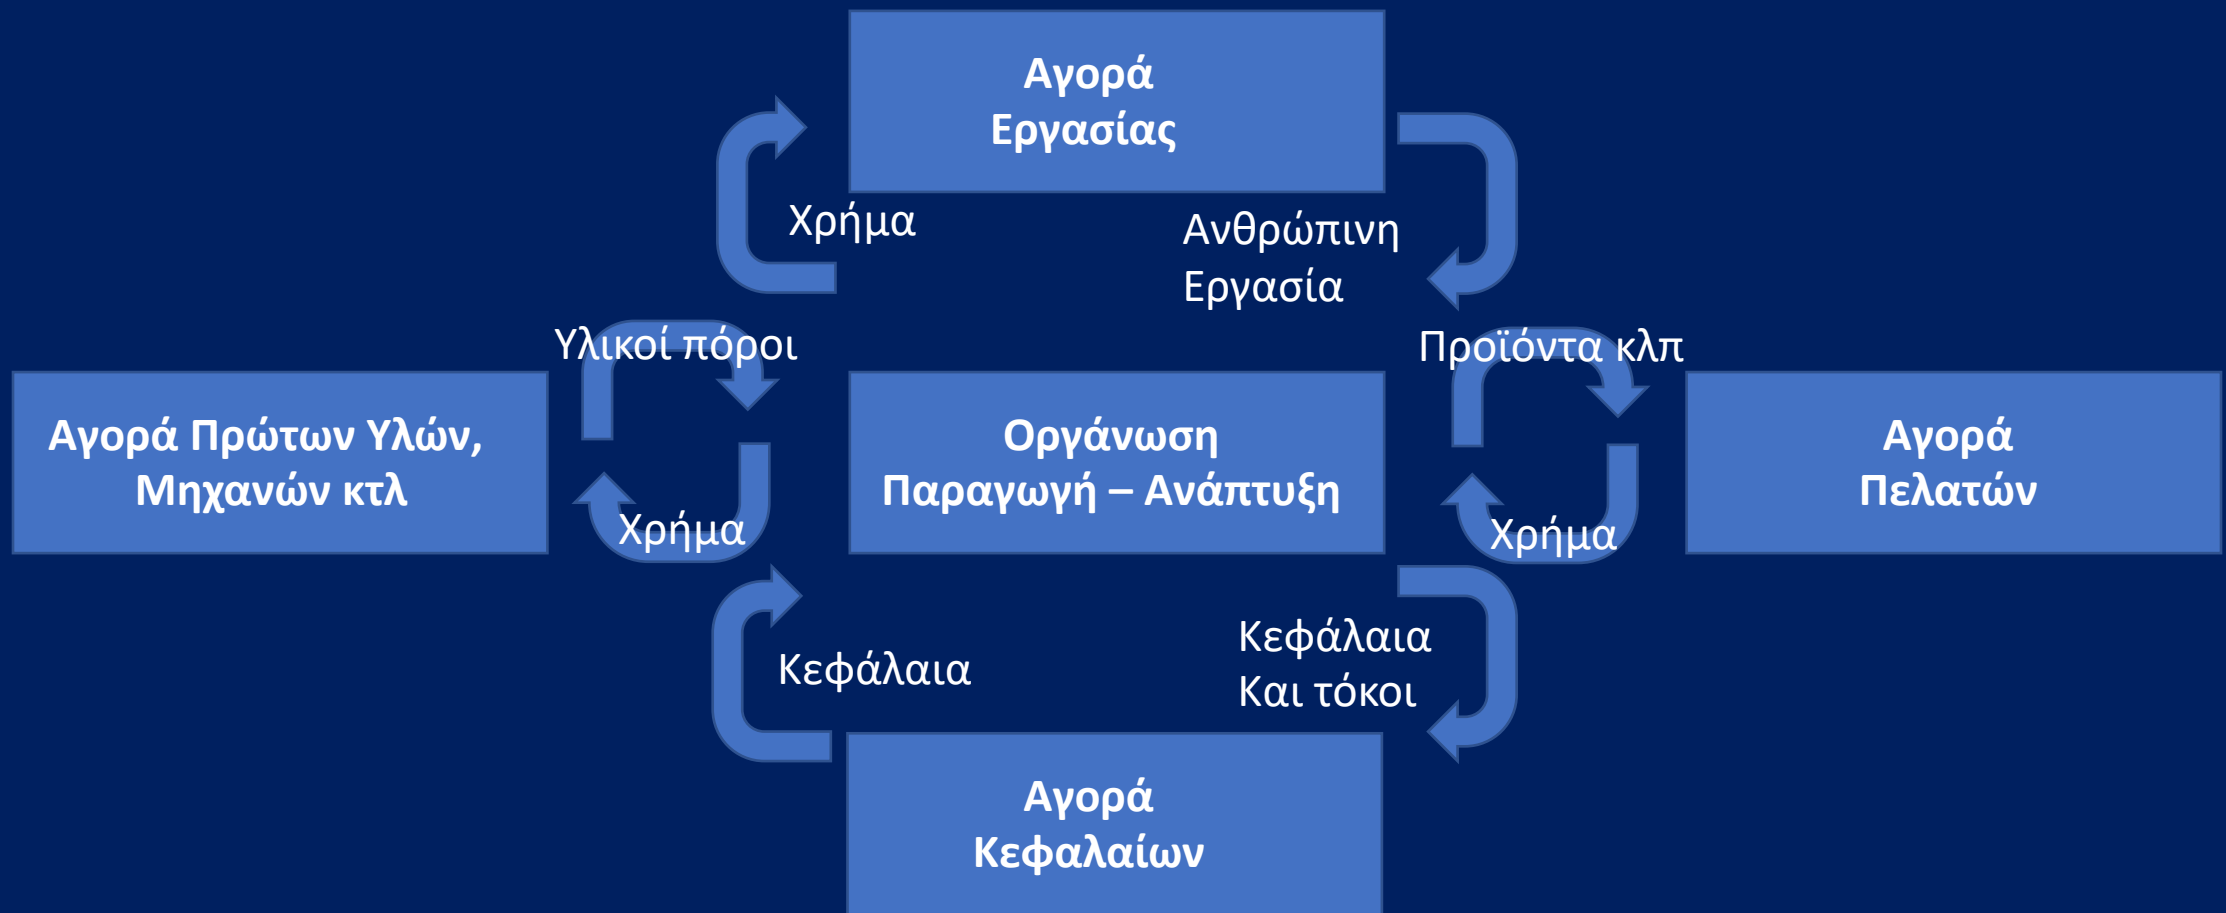 Αγορά
Εργασίας
Χρήμα
Ανθρώπινη
Εργασία
Υλικοί πόροι
Προϊόντα κλπ
Αγορά Πρώτων Υλών,
Μηχανών κτλ
Οργάνωση
Παραγωγή – Ανάπτυξη
Αγορά
Πελατών
Χρήμα
Χρήμα
Κεφάλαια
Κεφάλαια
Και τόκοι
Αγορά
Κεφαλαίων